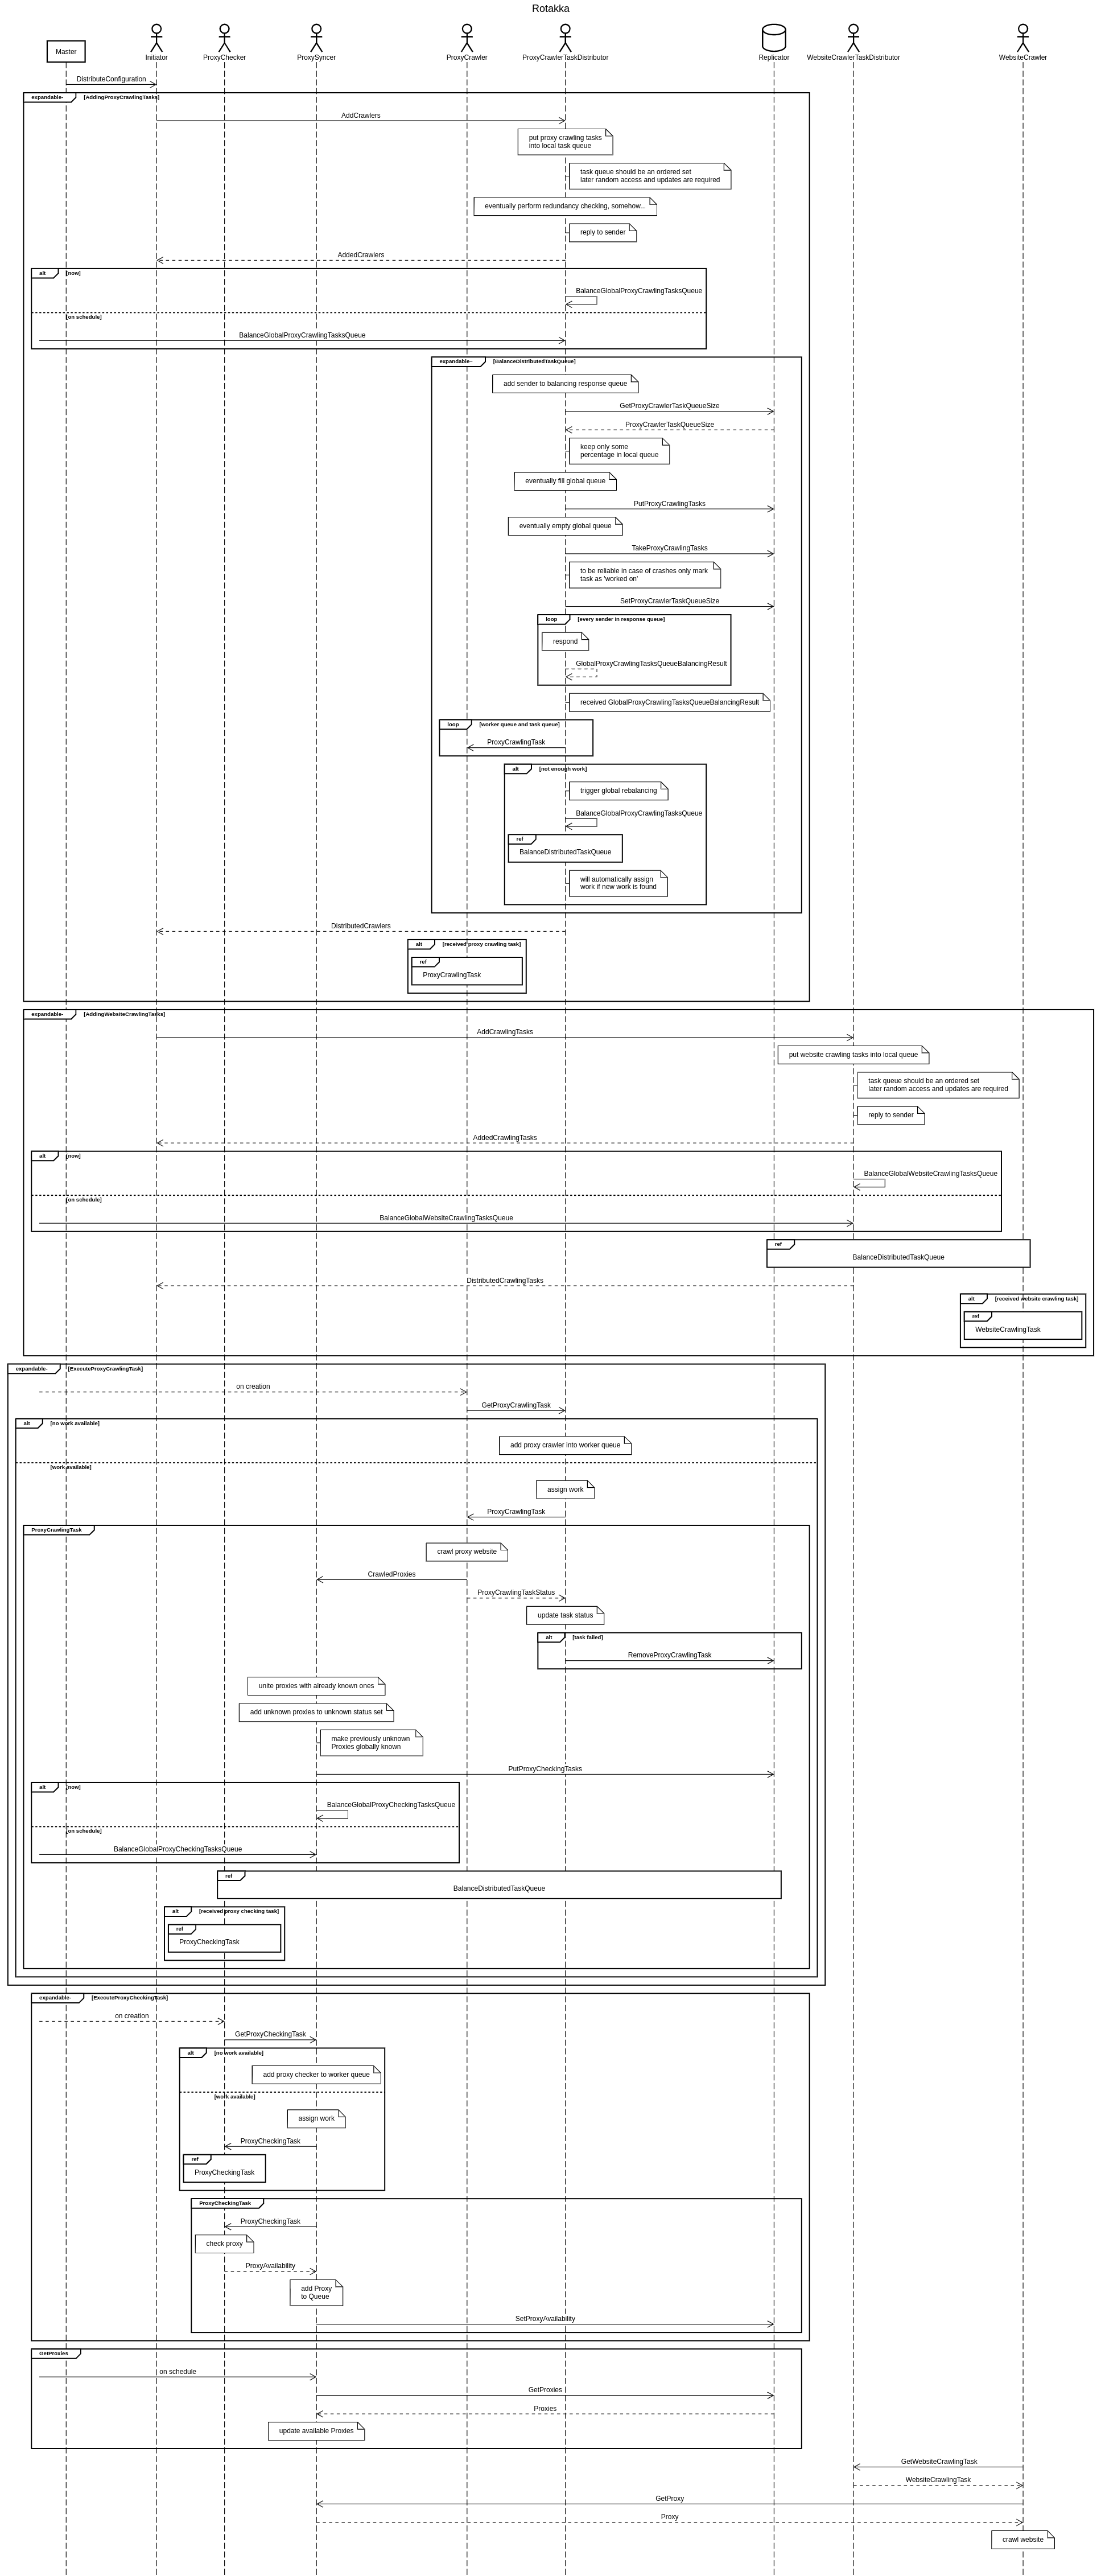 Rotakka
Master
Initiator
ProxyChecker
ProxySyncer
ProxyCrawler
ProxyCrawlerTaskDistributor
Replicator
WebsiteCrawlerTaskDistributor
WebsiteCrawler
DistributeConfiguration
expandable- [AddingProxyCrawlingTasks]
AddCrawlers
put proxy crawling tasks
into local task queue
task queue should be an ordered set
later random access and updates are required
eventually perform redundancy checking, somehow...
reply to sender
AddedCrawlers
alt [now]
BalanceGlobalProxyCrawlingTasksQueue
[on schedule]
BalanceGlobalProxyCrawlingTasksQueue
expandable~ [BalanceDistributedTaskQueue]
add sender to balancing response queue
GetProxyCrawlerTaskQueueSize
ProxyCrawlerTaskQueueSize
keep only some
percentage in local queue
eventually fill global queue
PutProxyCrawlingTasks
eventually empty global queue
TakeProxyCrawlingTasks
to be reliable in case of crashes only mark
task as 'worked on'
SetProxyCrawlerTaskQueueSize
loop [every sender in response queue]
respond
GlobalProxyCrawlingTasksQueueBalancingResult
received GlobalProxyCrawlingTasksQueueBalancingResult
loop [worker queue and task queue]
ProxyCrawlingTask
alt [not enough work]
trigger global rebalancing
BalanceGlobalProxyCrawlingTasksQueue
ref
BalanceDistributedTaskQueue
will automatically assign
work if new work is found
DistributedCrawlers
alt [received proxy crawling task]
ref
ProxyCrawlingTask
expandable- [AddingWebsiteCrawlingTasks]
AddCrawlingTasks
put website crawling tasks into local queue
task queue should be an ordered set
later random access and updates are required
reply to sender
AddedCrawlingTasks
alt [now]
BalanceGlobalWebsiteCrawlingTasksQueue
[on schedule]
BalanceGlobalWebsiteCrawlingTasksQueue
ref
BalanceDistributedTaskQueue
DistributedCrawlingTasks
alt [received website crawling task]
ref
WebsiteCrawlingTask
expandable- [ExecuteProxyCrawlingTask]
on creation
GetProxyCrawlingTask
alt [no work available]
add proxy crawler into worker queue
[work available]
assign work
ProxyCrawlingTask
ProxyCrawlingTask
crawl proxy website
CrawledProxies
ProxyCrawlingTaskStatus
update task status
alt [task failed]
RemoveProxyCrawlingTask
unite proxies with already known ones
add unknown proxies to unknown status set
make previously unknown
Proxies globally known
PutProxyCheckingTasks
alt [now]
BalanceGlobalProxyCheckingTasksQueue
[on schedule]
BalanceGlobalProxyCheckingTasksQueue
ref
BalanceDistributedTaskQueue
alt [received proxy checking task]
ref
ProxyCheckingTask
expandable- [ExecuteProxyCheckingTask]
on creation
GetProxyCheckingTask
alt [no work available]
add proxy checker to worker queue
[work available]
assign work
ProxyCheckingTask
ref
ProxyCheckingTask
ProxyCheckingTask
ProxyCheckingTask
check proxy
ProxyAvailability
add Proxy
to Queue
SetProxyAvailability
GetProxies
on schedule
GetProxies
Proxies
update available Proxies
GetWebsiteCrawlingTask
WebsiteCrawlingTask
GetProxy
Proxy
crawl website